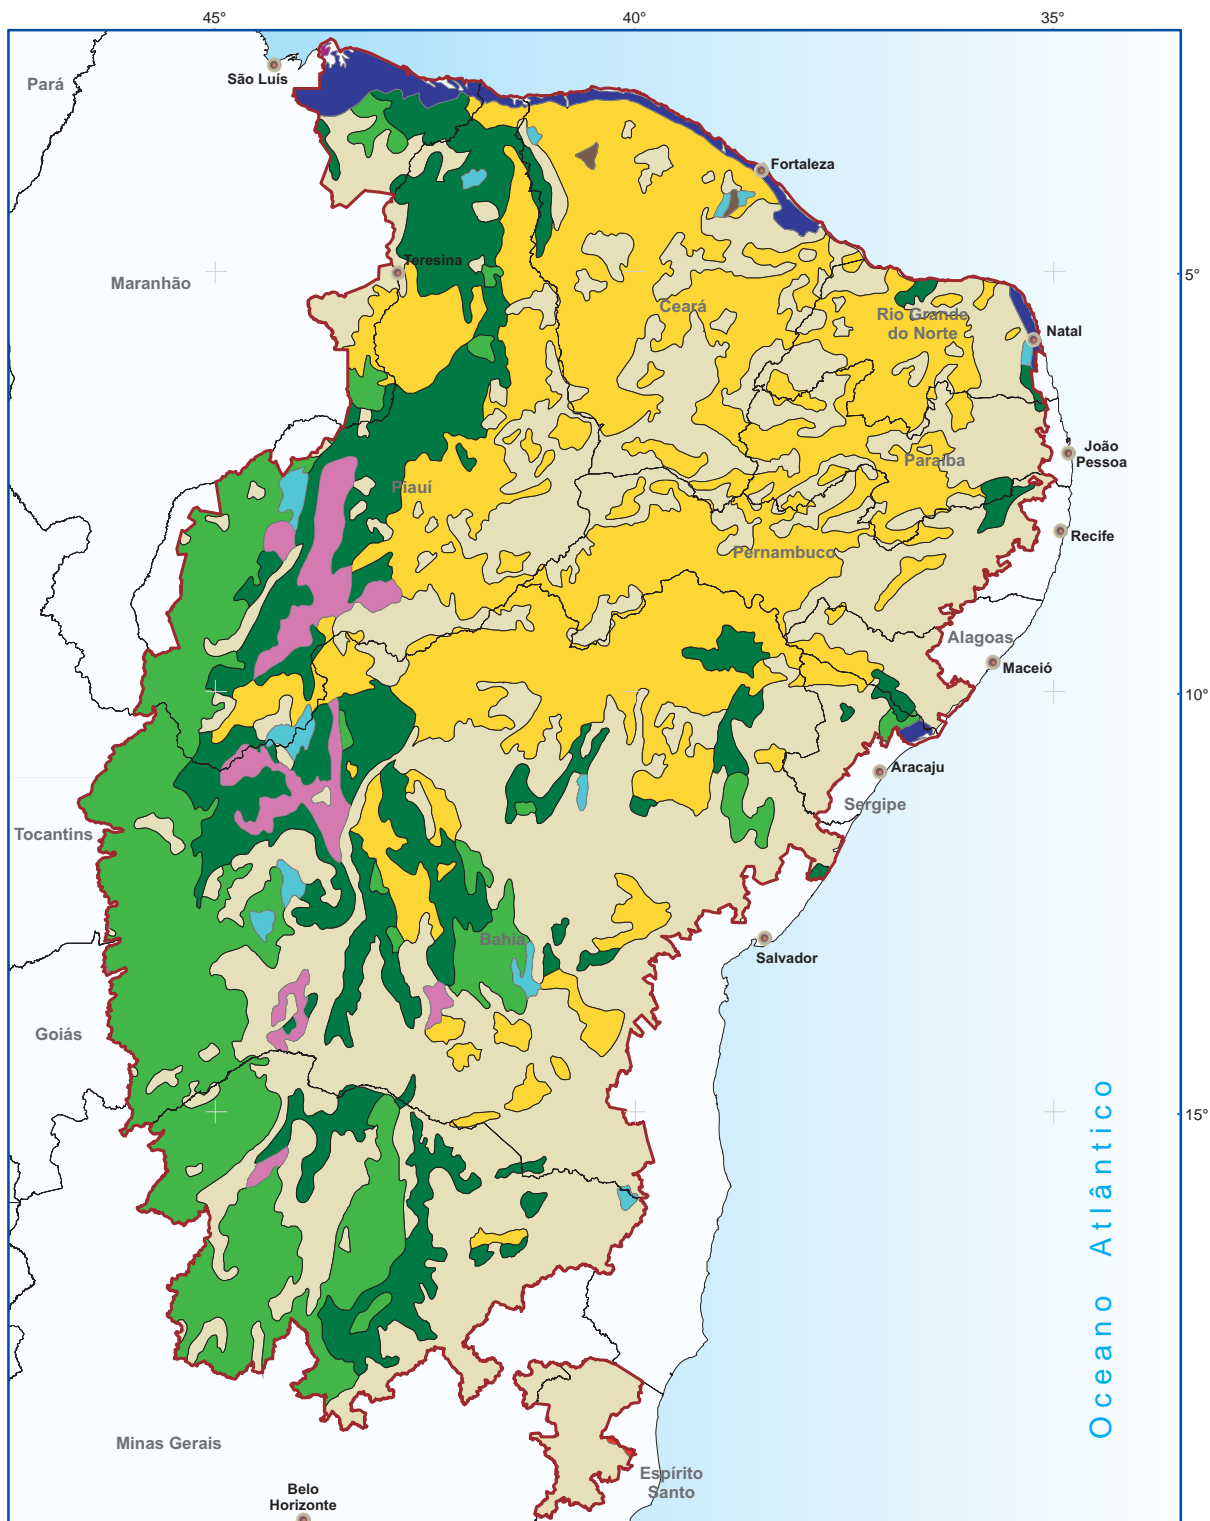 45°
40°
35°
São Luís
Pará
Fortaleza
Teresina
Maranhão
5°
Ceará
Rio Grande
do Norte
Natal
João
Pessoa
Paraíba
Piauí
Recife
Pernambuco
Alagoas
Maceió
10°
Aracaju
Sergipe
Tocantins
Bahia
Salvador
Goiás
15°
Oceano Atlântico
Minas Gerais
Espírito
Santo
Belo
Horizonte